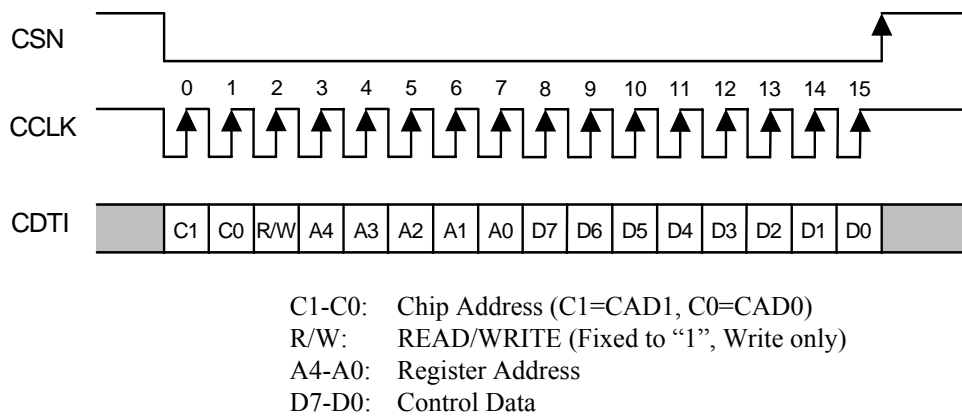 CSN
0 1 2 3 4 5 6 7 8 9 10 11 12 13 14 15
CCLK
CDTI
C1 C0 R/W A4 A3 A2 A1 A0 D7 D6 D5 D4 D3 D2 D1 D0
C1-C0: Chip Address (C1=CAD1, C0=CAD0)
R/W: READ/WRITE (Fixed to “1”, Write only)
A4-A0: Register Address
D7-D0: Control Data